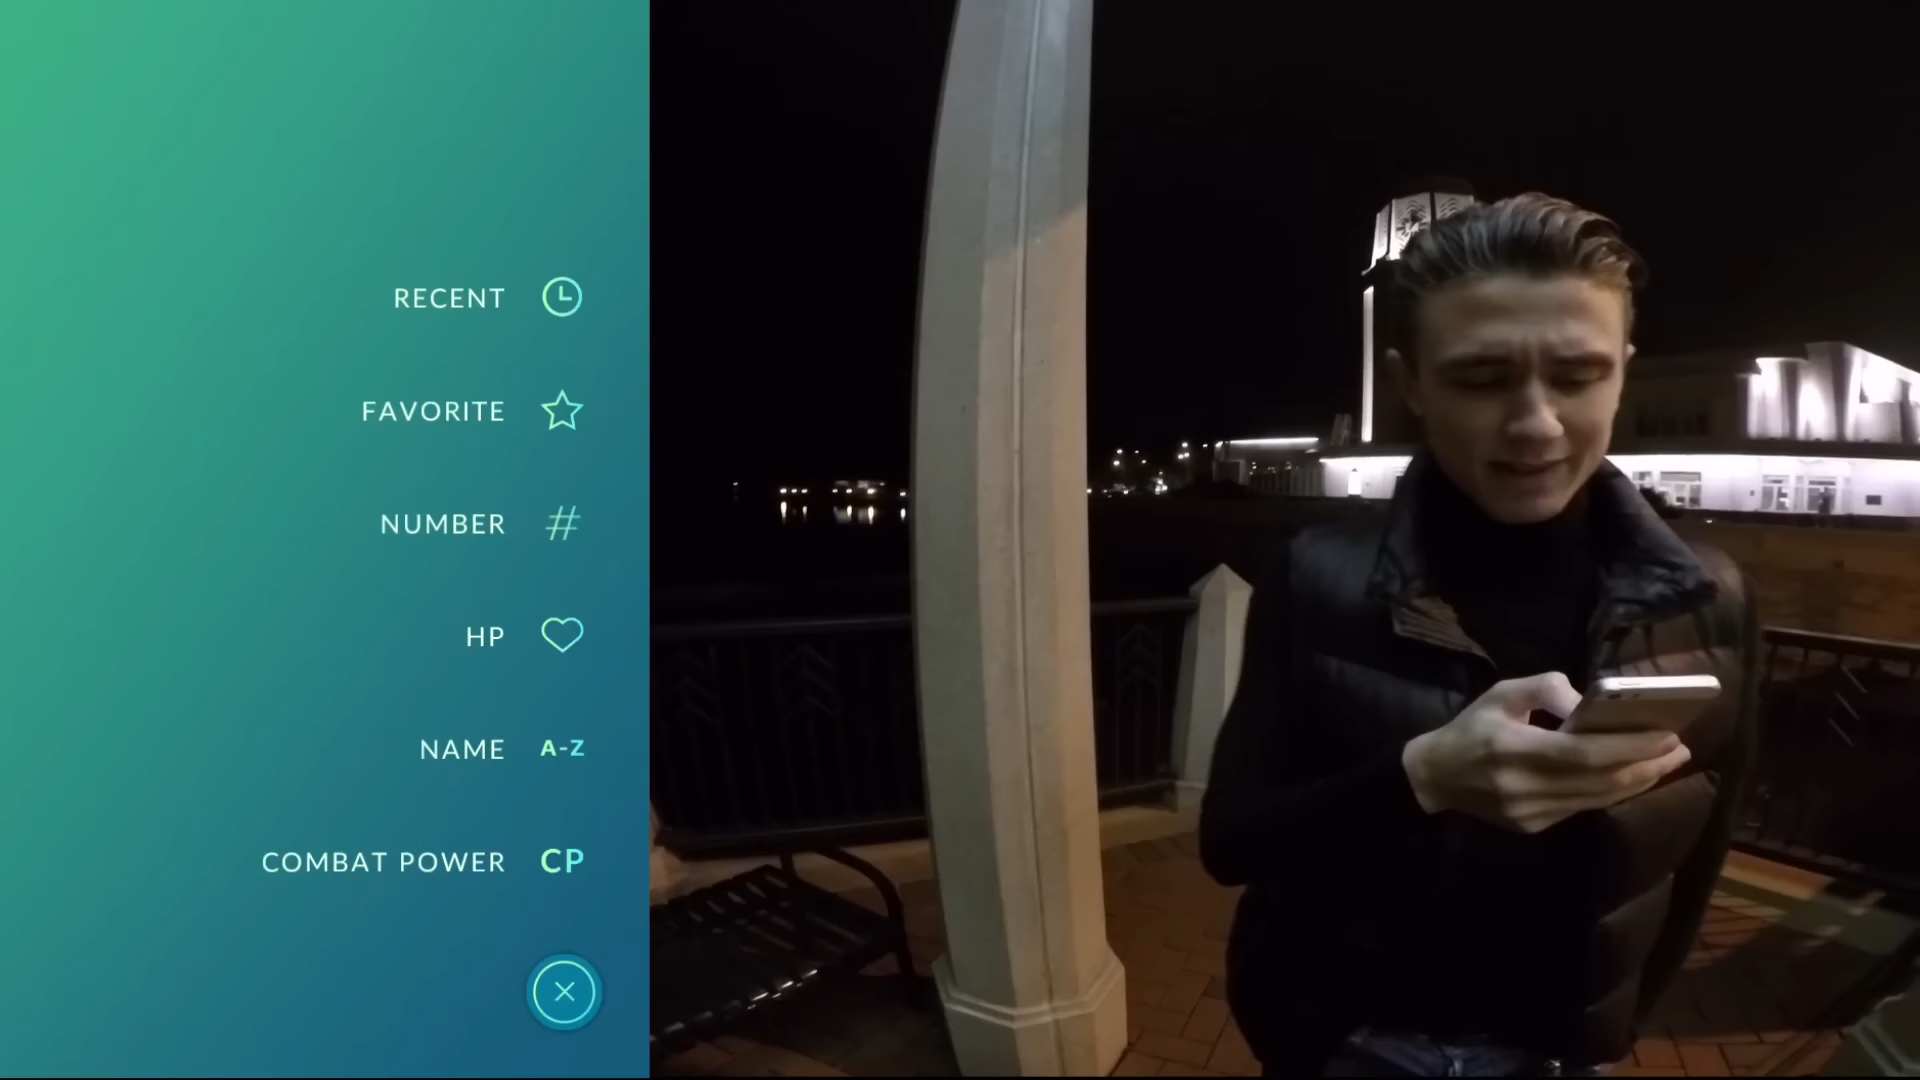 RECENT
FAVORITE
NUMBER #
HP
NAME A-Z
COMBAT POWER CP